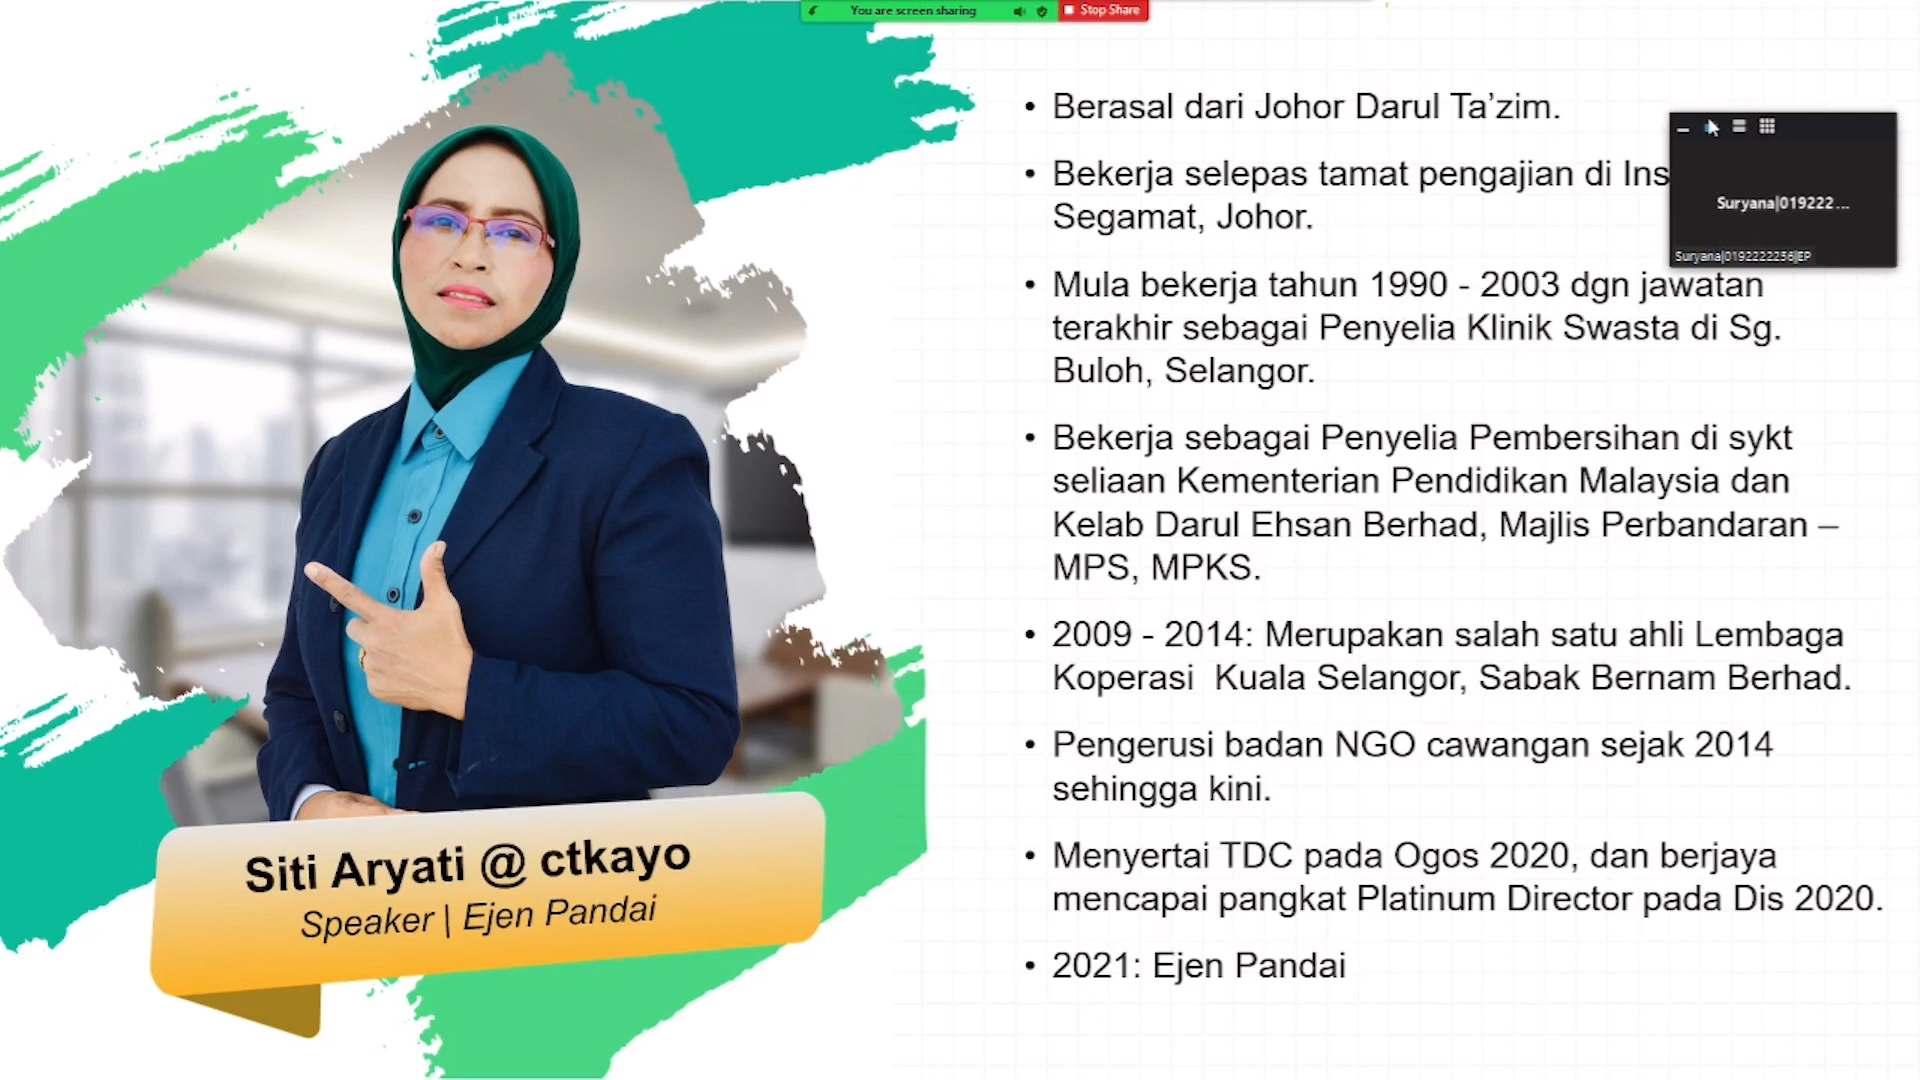 You are screen sharing
Stop Share
• Berasal dari Johor Darul Ta’zim.
• Bekerja selepas tamat pengajian di Ins
Segamat, Johor.
Suryana|019222...
Suryana|0192222256|EP
• Mula bekerja tahun 1990 - 2003 dgn jawatan
terakhir sebagai Penyelia Klinik Swasta di Sg.
Buloh, Selangor.
• Bekerja sebagai Penyelia Pembersihan di sykt
seliaan Kementerian Pendidikan Malaysia dan
Kelab Darul Ehsan Berhad, Majlis Perbandaran –
MPS, MPKS.
• 2009 - 2014: Merupakan salah satu ahli Lembaga
Koperasi  Kuala Selangor, Sabak Bernam Berhad.
• Pengerusi badan NGO cawangan sejak 2014
sehingga kini.
• Menyertai TDC pada Ogos 2020, dan berjaya
mencapai pangkat Platinum Director pada Dis 2020.
• 2021: Ejen Pandai
Siti Aryati @ ctkayo
Speaker | Ejen Pandai